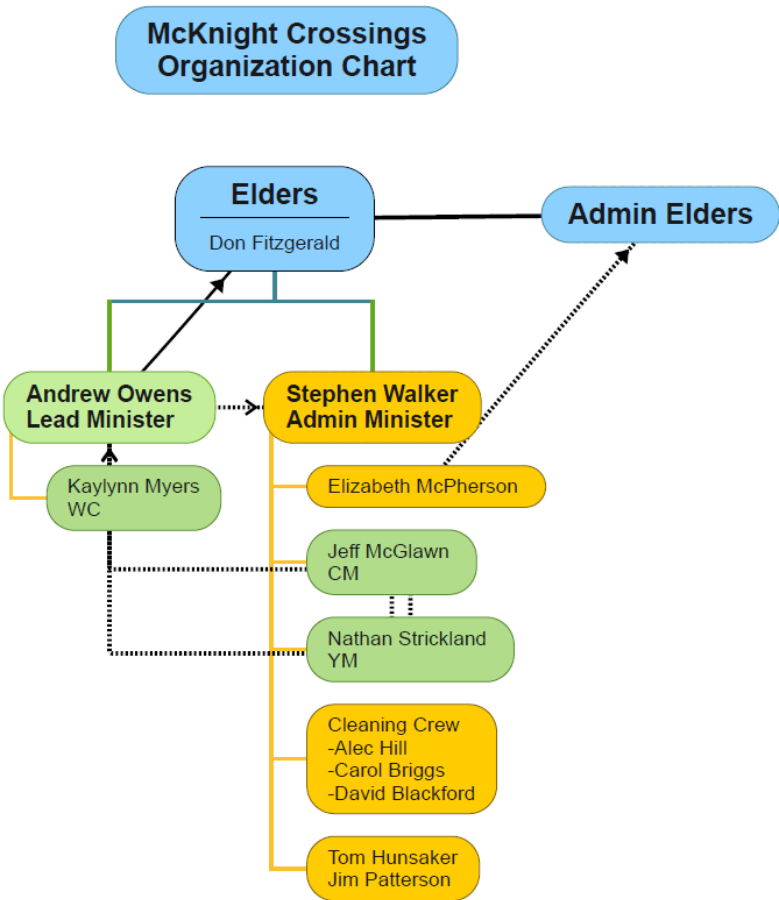 McKnight Crossings
Organization Chart
Elders
Don Fitzgerald
Admin Elders
Andrew Owens
Lead Minister
Stephen Walker
Admin Minister
Kaylynn Myers
WC
Elizabeth McPherson
Jeff McGlawn
CM
Nathan Strickland
YM
Cleaning Crew
-Alec Hill
-Carol Briggs
-David Blackford
Tom Hunsaker
Jim Patterson